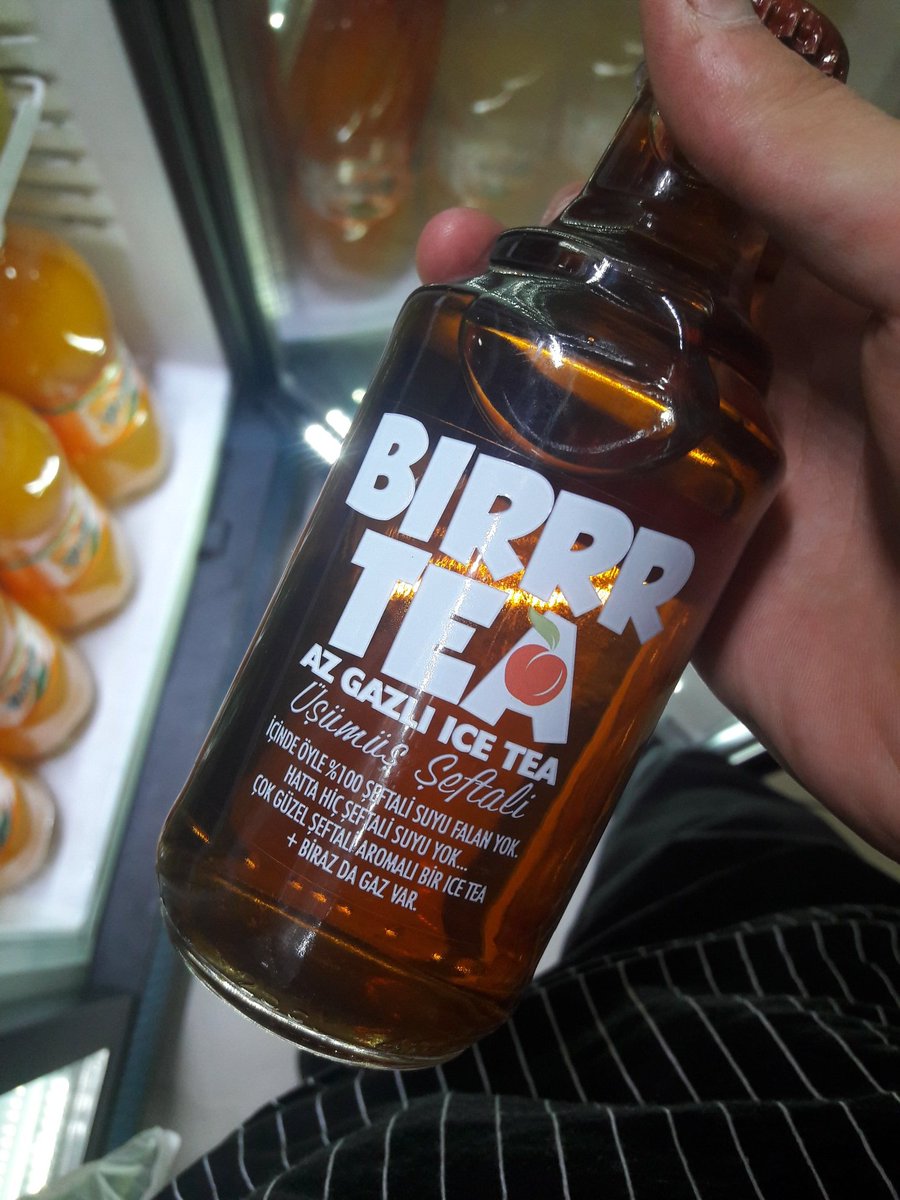 BIRRR
TEA
AZ GAZLI ICE TEA
Üşümüş Şeftali
İÇİNDE ÖYLE %100 ŞEFTALİ SUYU FALAN YOK.
HATTA HİÇ ŞEFTALİ SUYU YOK...
ÇOK GÜZEL ŞEFTALİ AROMALI BİR ICE TEA
+ BİRAZ DA GAZ VAR.